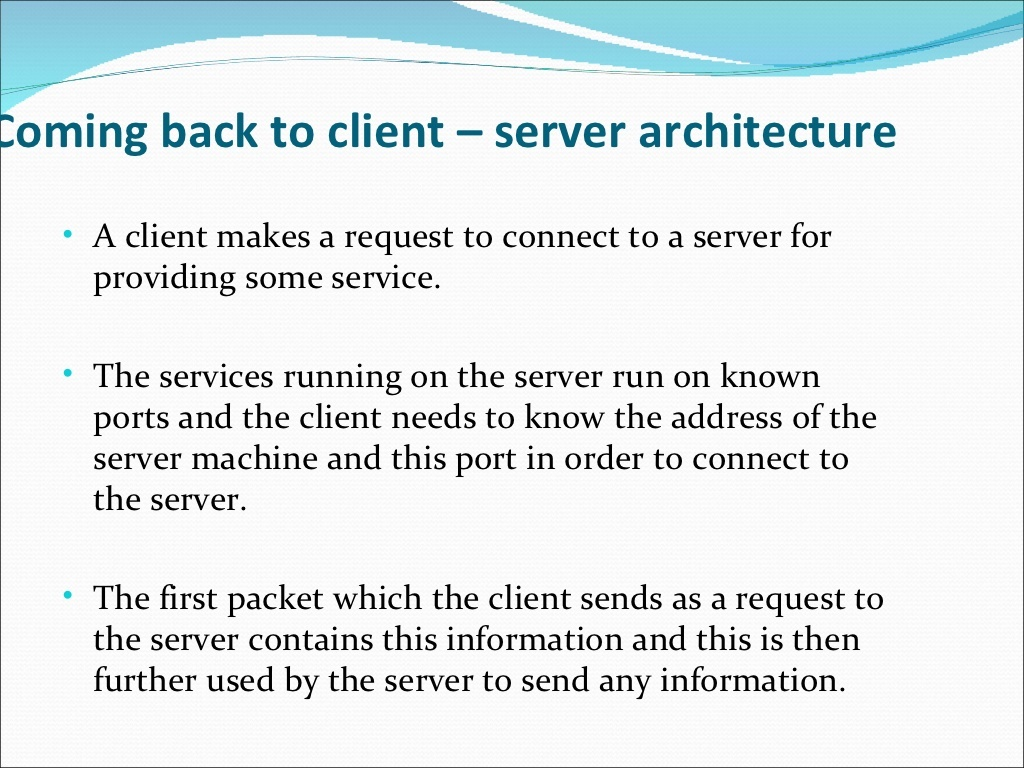 Coming back to client – server architecture
• A client makes a request to connect to a server for
providing some service.
• The services running on the server run on known
ports and the client needs to know the address of the
server machine and this port in order to connect to
the server.
• The first packet which the client sends as a request to
the server contains this information and this is then
further used by the server to send any information.